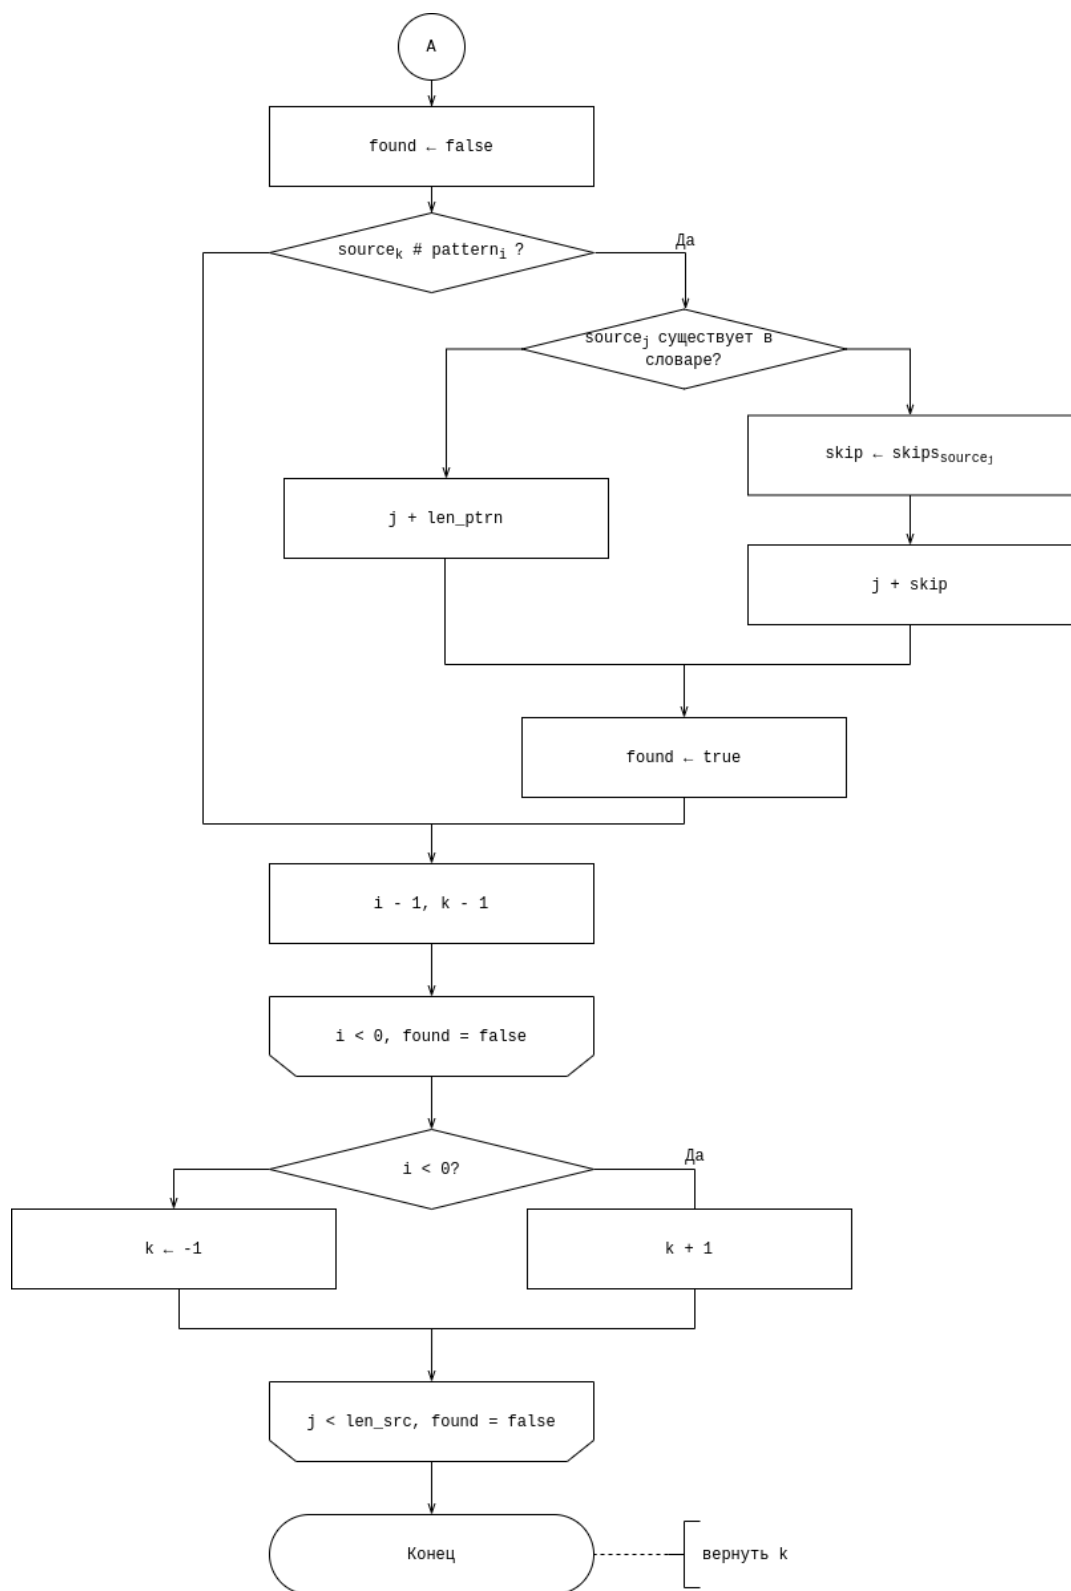 A
found ← false
source_k # pattern_i ?
Да
source_j существует в
словаре?
skip ← skips_source_j
j + len_ptrn
j + skip
found ← true
i - 1, k - 1
i < 0, found = false
i < 0?
Да
k ← -1
k + 1
j < len_src, found = false
Конец
вернуть k